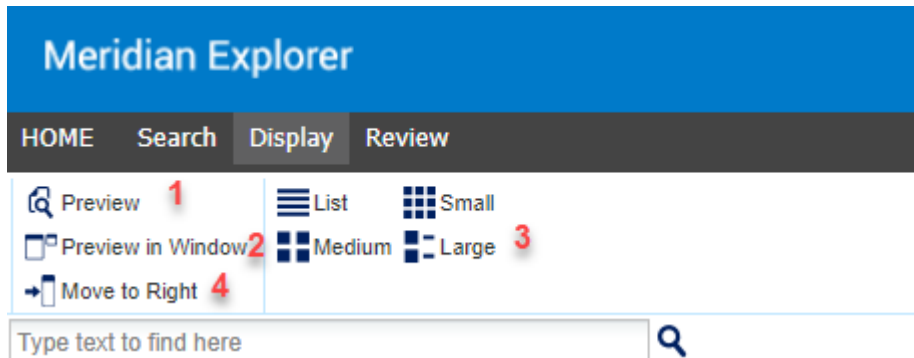 Meridian Explorer
HOME Search Display Review
Preview 1 List Small
Preview in Window 2 Medium Large 3
Move to Right 4
Type text to find here